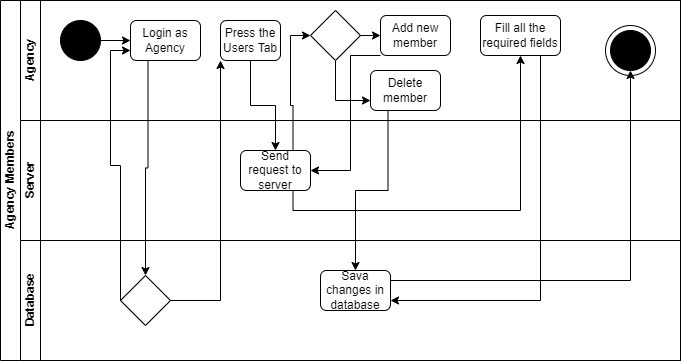 Agency Members
Agency
Login as
Agency
Press the
Users Tab
Add new
member
Fill all the
required fields
Delete
member
Server
Send
request to
server
Database
Sava
changes in
database